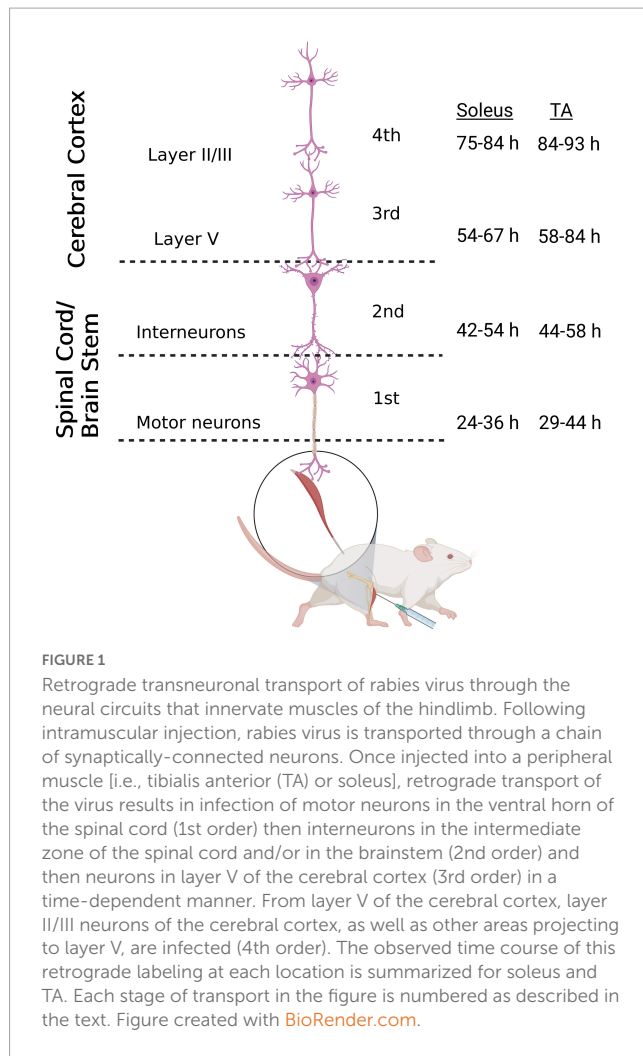 Cerebral Cortex
Spinal Cord/
Brain Stem
Soleus TA
4th 75-84 h 84-93 h
Layer II/III
3rd
Layer V 54-67 h 58-84 h
2nd
Interneurons 42-54 h 44-58 h
1st
Motor neurons 24-36 h 29-44 h
FIGURE 1
Retrograde transneuronal transport of rabies virus through the
neural circuits that innervate muscles of the hindlimb. Following
intramuscular injection, rabies virus is transported through a chain
of synaptically-connected neurons. Once injected into a peripheral
muscle [i.e., tibialis anterior (TA) or soleus], retrograde transport of
the virus results in infection of motor neurons in the ventral horn of
the spinal cord (1st order) then interneurons in the intermediate
zone of the spinal cord and/or in the brainstem (2nd order) and
then neurons in layer V of the cerebral cortex (3rd order) in a
time-dependent manner. From layer V of the cerebral cortex, layer
II/III neurons of the cerebral cortex, as well as other areas projecting
to layer V, are infected (4th order). The observed time course of this
retrograde labeling at each location is summarized for soleus and
TA. Each stage of transport in the figure is numbered as described in
the text. Figure created with BioRender.com.